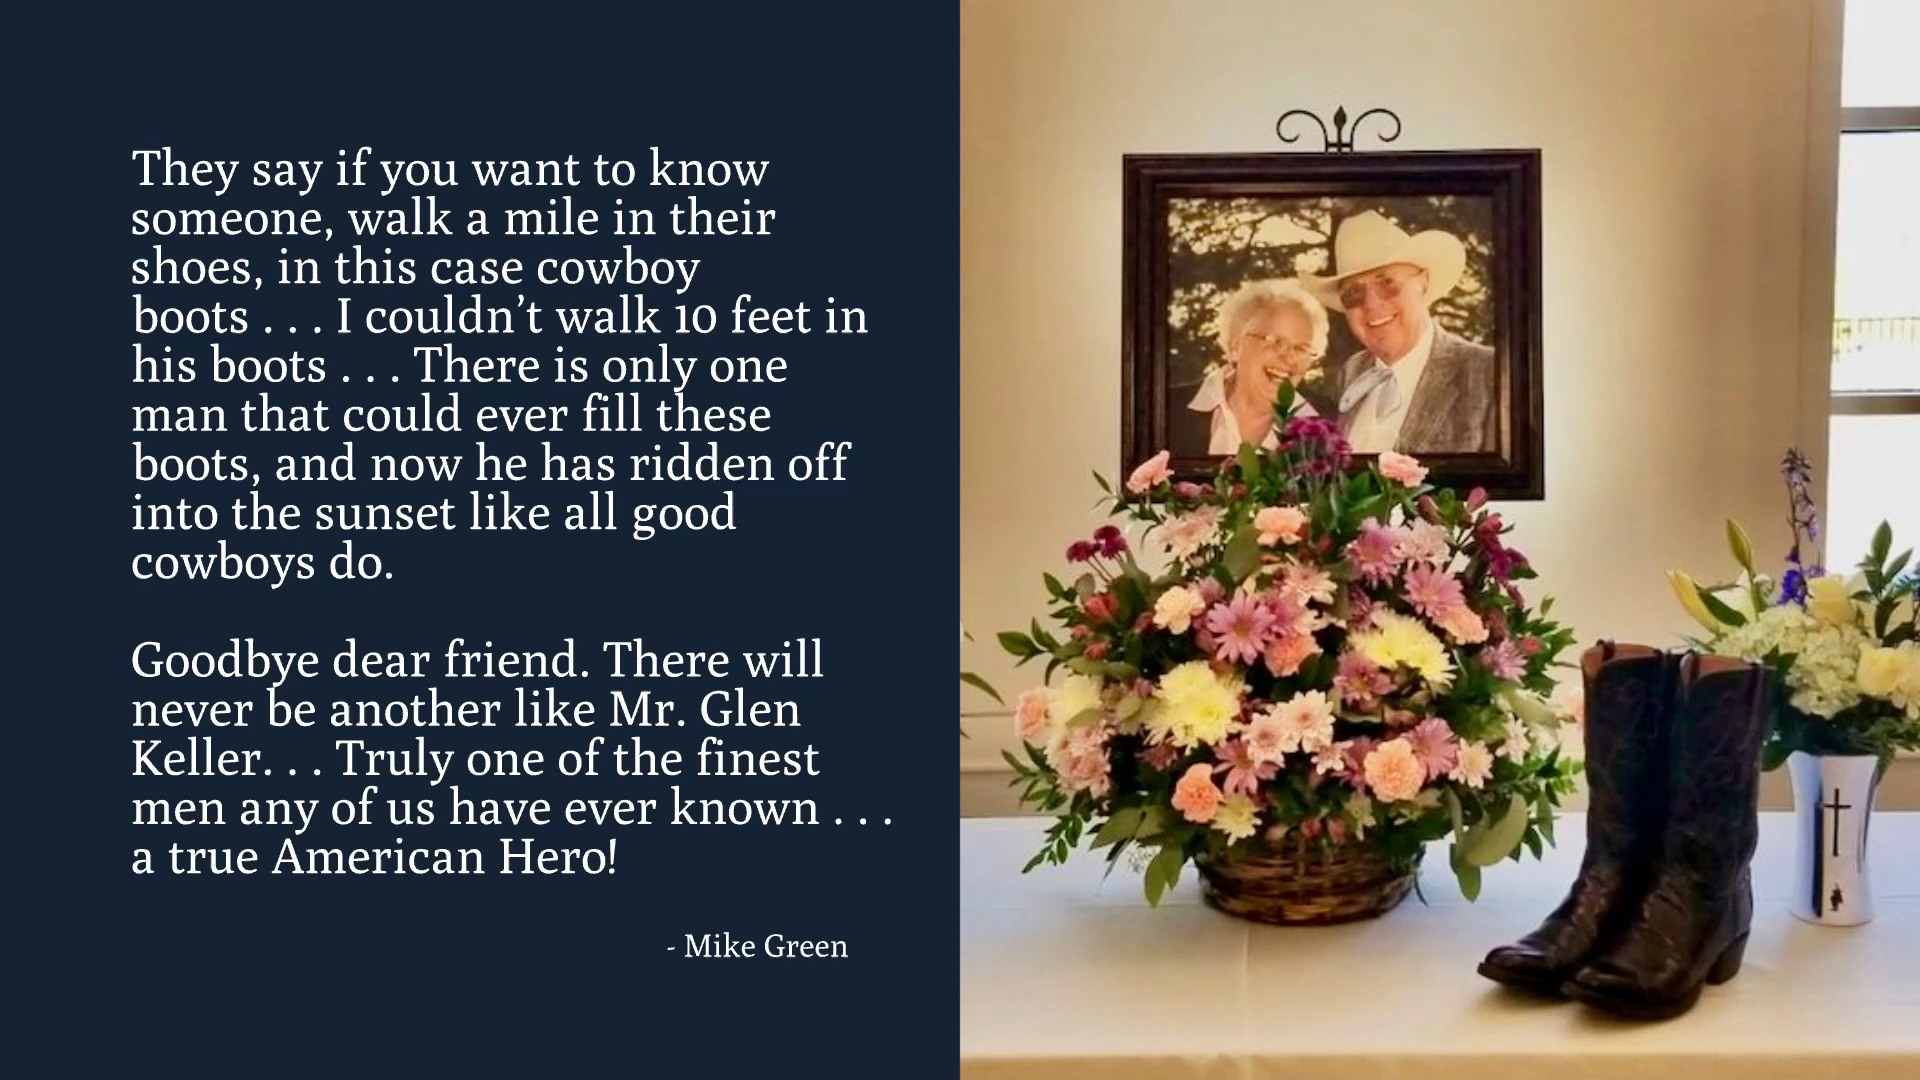 They say if you want to know
someone, walk a mile in their
shoes, in this case cowboy
boots . . . I couldn’t walk 10 feet in
his boots . . . There is only one
man that could ever fill these
boots, and now he has ridden off
into the sunset like all good
cowboys do.
Goodbye dear friend. There will
never be another like Mr. Glen
Keller. . . Truly one of the finest
men any of us have ever known . . .
a true American Hero!
- Mike Green